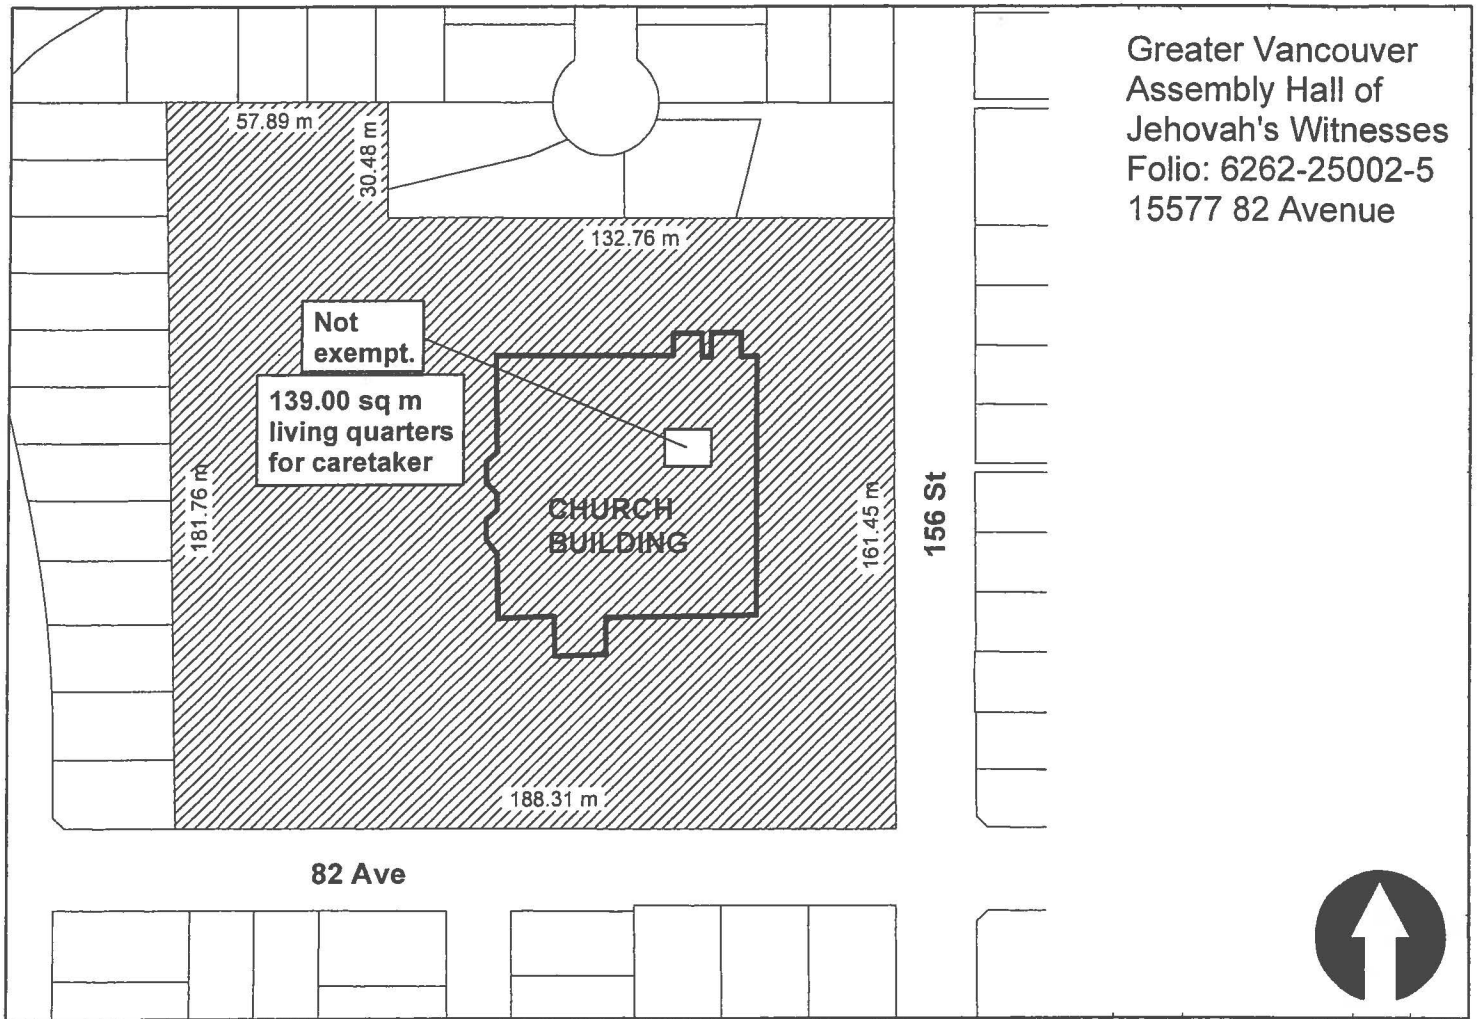 Greater Vancouver
Assembly Hall of
Jehovah's Witnesses
Folio: 6262-25002-5
15577 82 Avenue
57.89 m
30.48 m
132.76 m
Not
exempt.
139.00 sq m
living quarters
for caretaker
181.76 m
CHURCH
BUILDING
161.45 m
156 St
188.31 m
82 Ave